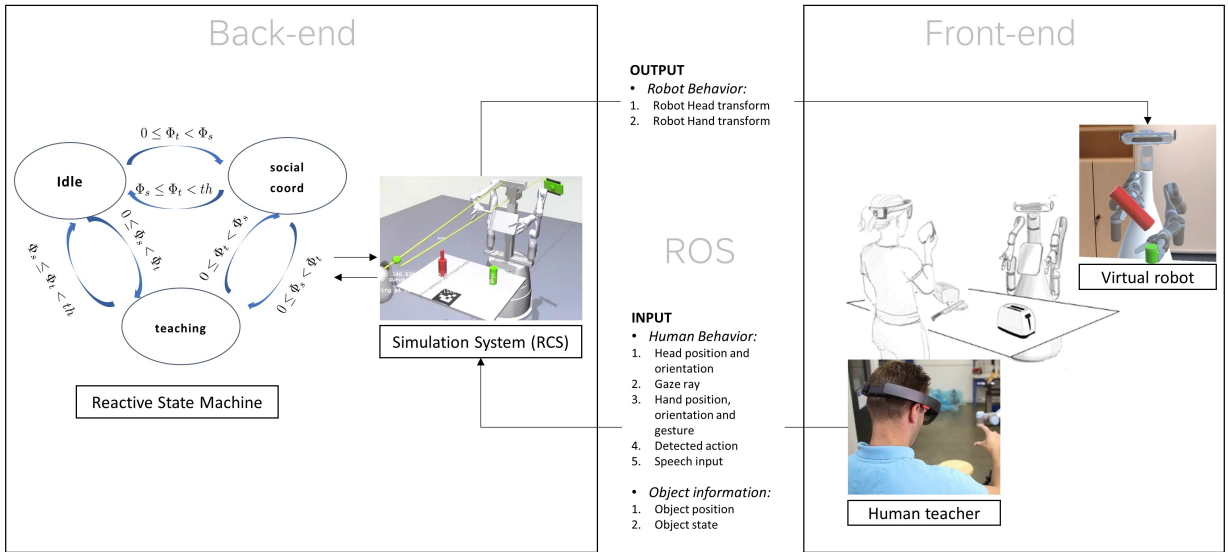 Back-end
0 ≤ Φt < Φs
Idle
social
coord
Φs ≤ Φt < th
0 ≤ Φs < Φt
0 ≤ Φt < Φs
Φs ≤ Φt < th
0 ≤ Φs < Φt
teaching
Reactive State Machine
Simulation System (RCS)
OUTPUT
• Robot Behavior:
1. Robot Head transform
2. Robot Hand transform
ROS
INPUT
• Human Behavior:
1. Head position and
orientation
2. Gaze ray
3. Hand position,
orientation and
gesture
4. Detected action
5. Speech input
• Object information:
1. Object position
2. Object state
Front-end
Virtual robot
Human teacher